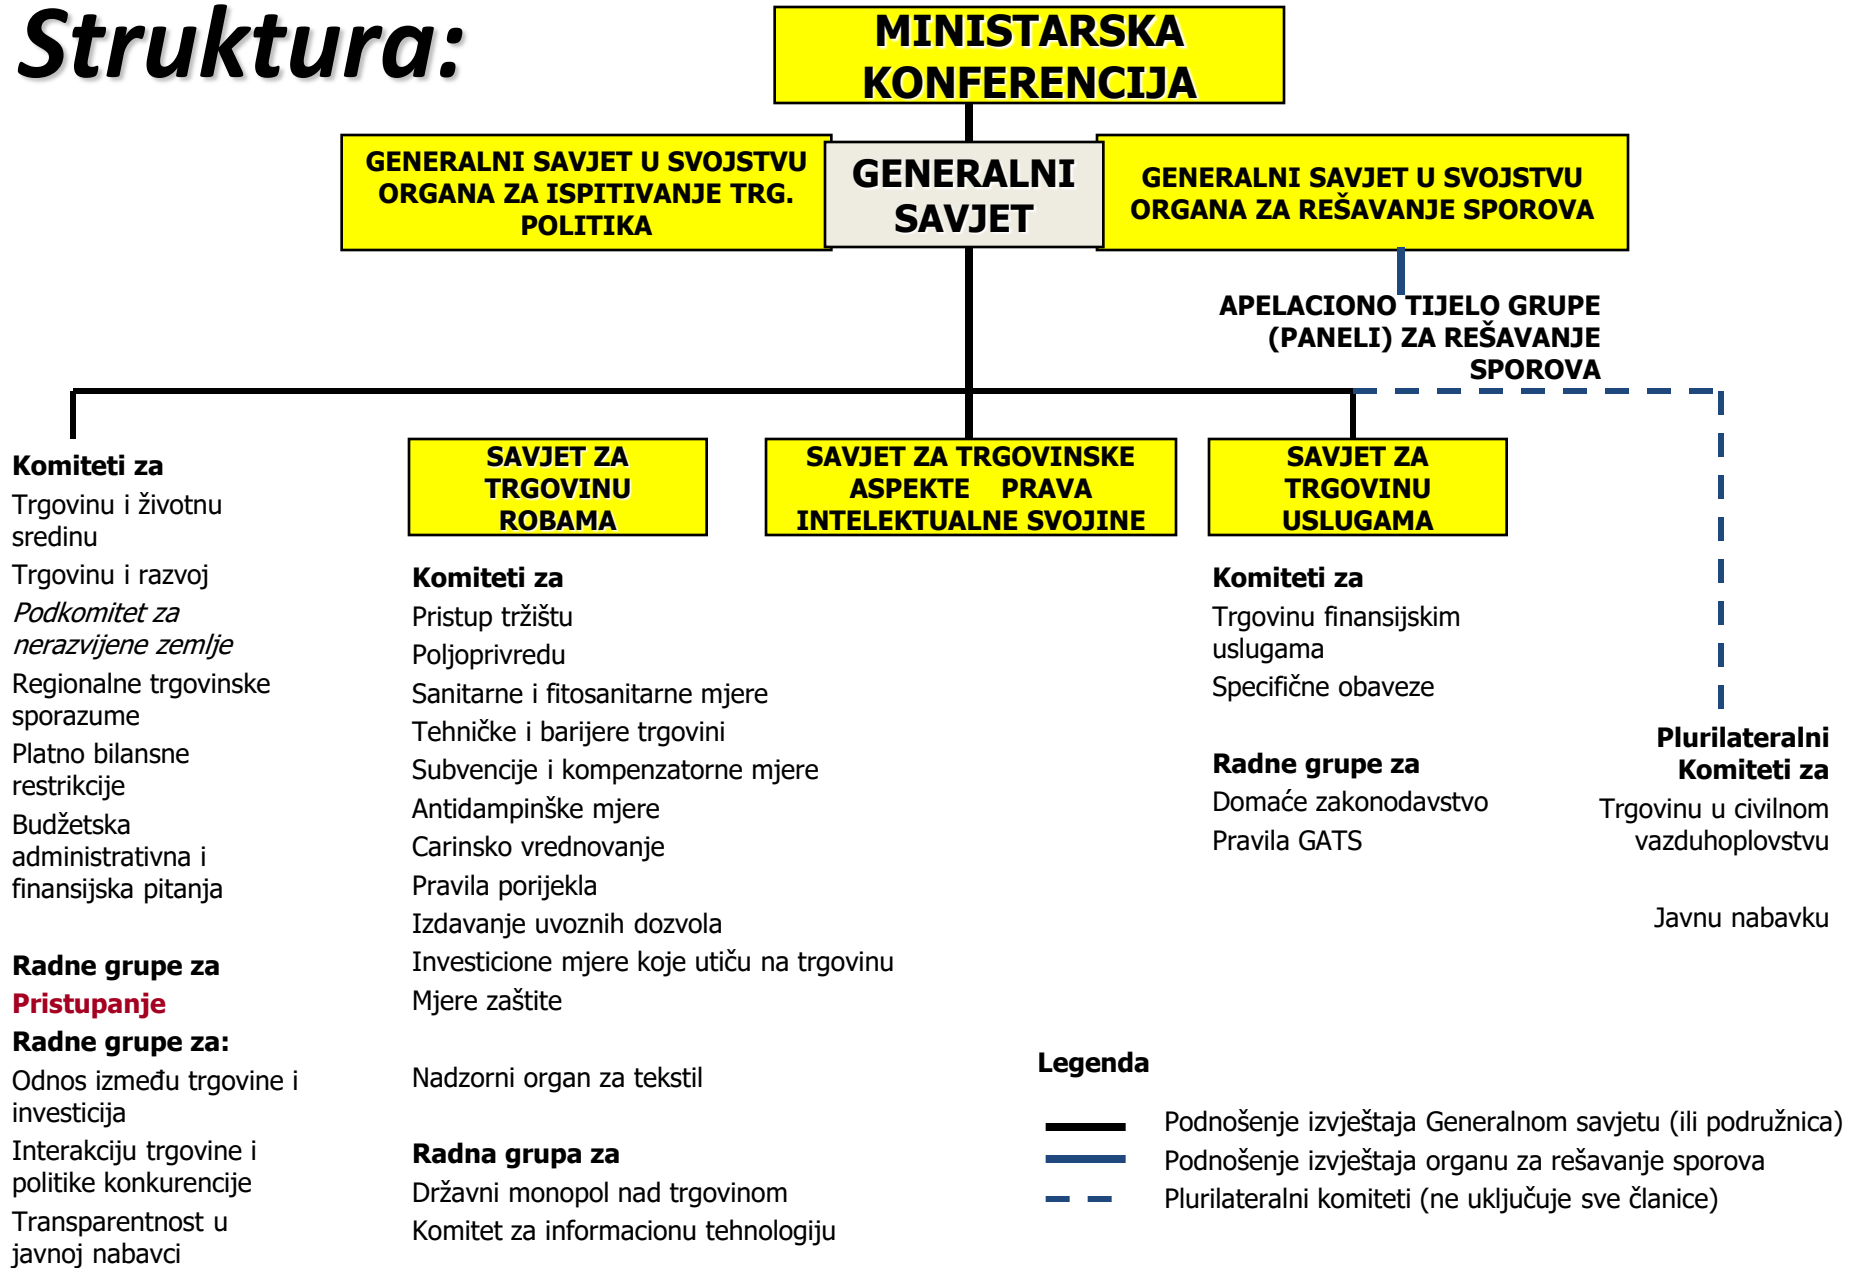 Struktura:
MINISTARSKA
KONFERENCIJA
GENERALNI SAVJET U SVOJSTVU
ORGANA ZA ISPITIVANJE TRG.
POLITIKA
GENERALNI
SAVJET
GENERALNI SAVJET U SVOJSTVU
ORGANA ZA REŠAVANJE SPOROVA
APELACIONO TIJELO GRUPE
(PANELI) ZA REŠAVANJE
SPOROVA
Komiteti za
Trgovinu i životnu
sredinu
Trgovinu i razvoj
Podkomitet za
nerazvijene zemlje
Regionalne trgovinske
sporazume
Platno bilansne
restrikcije
Budžetska
administrativna i
finansijska pitanja
Radne grupe za
Pristupanje
Radne grupe za:
Odnos između trgovine i
investicija
Interakciju trgovine i
politike konkurencije
Transparentnost u
javnoj nabavci
SAVJET ZA
TRGOVINU
ROBAMA
Komiteti za
Pristup tržištu
Poljoprivredu
Sanitarne i fitosanitarne mjere
Tehničke i barijere trgovini
Subvencije i kompenzatorne mjere
Antidampinške mjere
Carinsko vrednovanje
Pravila porijekla
Izdavanje uvoznih dozvola
Investicione mjere koje utiču na trgovinu
Mjere zaštite
Nadzorni organ za tekstil
Radna grupa za
Državni monopol nad trgovinom
Komitet za informacionu tehnologiju
SAVJET ZA TRGOVINSKE
ASPEKTE PRAVA
INTELEKTUALNE SVOJINE
SAVJET ZA
TRGOVINU
USLUGAMA
Komiteti za
Trgovinu finansijskim
uslugama
Specifične obaveze
Radne grupe za
Domaće zakonodavstvo
Pravila GATS
Plurilateralni
Komiteti za
Trgovinu u civilnom
vazduhoplovstvu
Javnu nabavku
Legenda
Podnošenje izvještaja Generalnom savjetu (ili podružnica)
Podnošenje izvještaja organu za rešavanje sporova
Plurilateralni komiteti (ne uključuje sve članice)